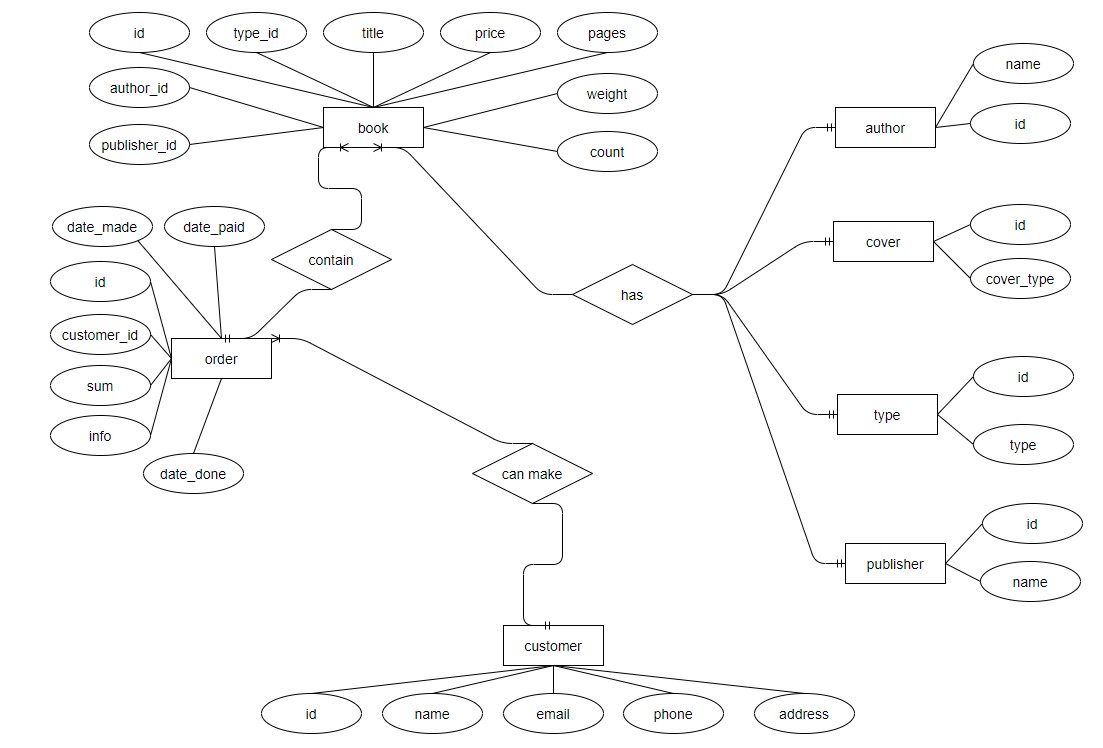 id
type_id
title
price
pages
author_id
weight
book
publisher_id
count
name
author
id
date_made
date_paid
id
cover
cover_type
contain
id
has
customer_id
order
sum
info
date_done
id
type
type
can make
id
publisher
name
customer
id
name
email
phone
address